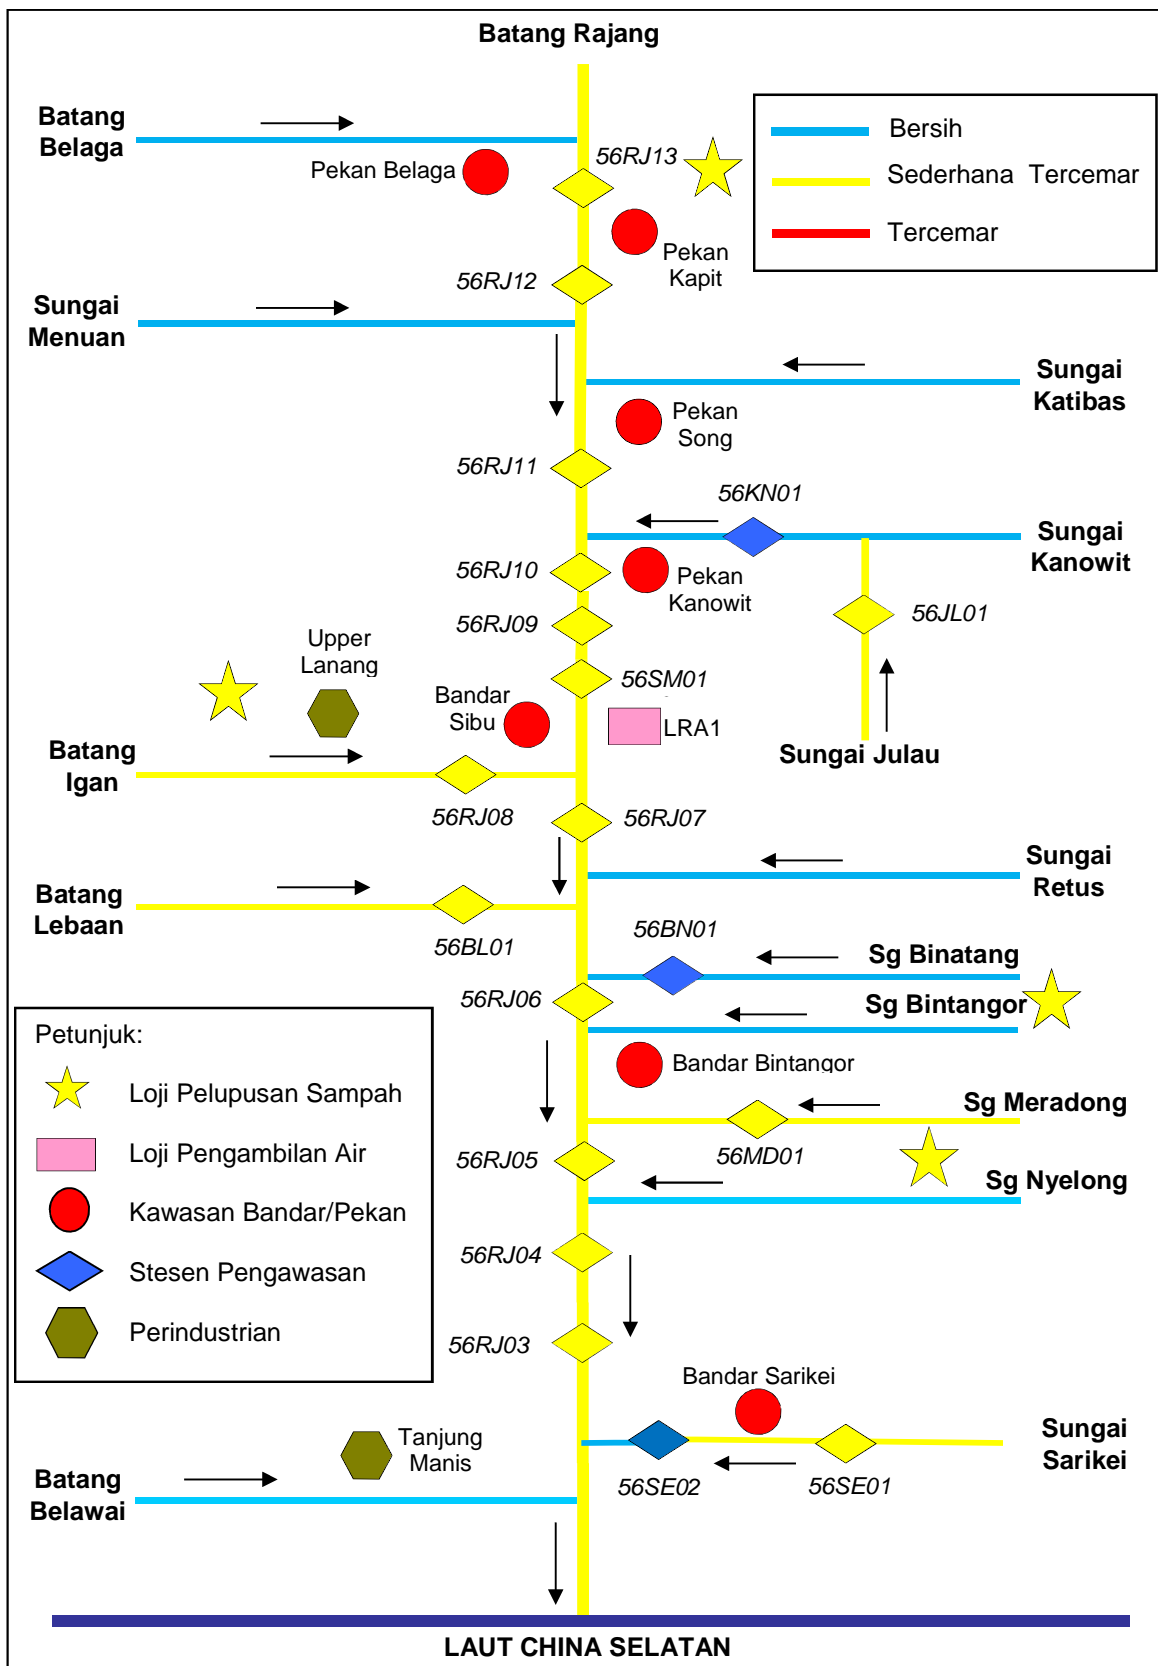 Batang Rajang
Batang
Belaga
Pekan Belaga
56RJ13
Bersih
Sederhana Tercemar
Tercemar
Pekan
Kapit
56RJ12
Sungai
Menuan
Sungai
Katibas
Pekan
Song
56RJ11
56KN01
Sungai
Kanowit
56RJ10
Pekan
Kanowit
56RJ09
56JL01
Upper
Lanang
56SM01
Bandar
Sibu
LRA1
Batang
Igan
Sungai Julau
56RJ08
56RJ07
Sungai
Retus
Batang
Lebaan
56BL01
56BN01
Sg Binatang
56RJ06
Sg Bintangor
Petunjuk:
Loji Pelupusan Sampah
Loji Pengambilan Air
Kawasan Bandar/Pekan
Stesen Pengawasan
Perindustrian
Bandar Bintangor
Sg Meradong
56MD01
56RJ05
Sg Nyelong
56RJ04
56RJ03
Bandar Sarikei
Sungai
Sarikei
56SE02
56SE01
Tanjung
Manis
Batang
Belawai
LAUT CHINA SELATAN